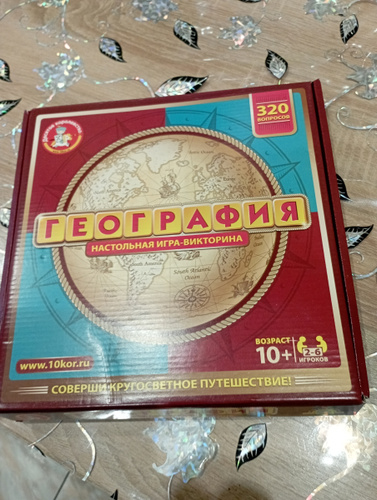 320
ВОПРОСОВ
ГЕОГРАФИЯ
НАСТОЛЬНАЯ ИГРА-ВИКТОРИНА
South Atlantic
Ocean
ВОЗРАСТ
10+
2-6
ИГРОКОВ
www.10kor.ru
СОВЕРШИ КРУГОСВЕТНОЕ ПУТЕШЕСТВИЕ!